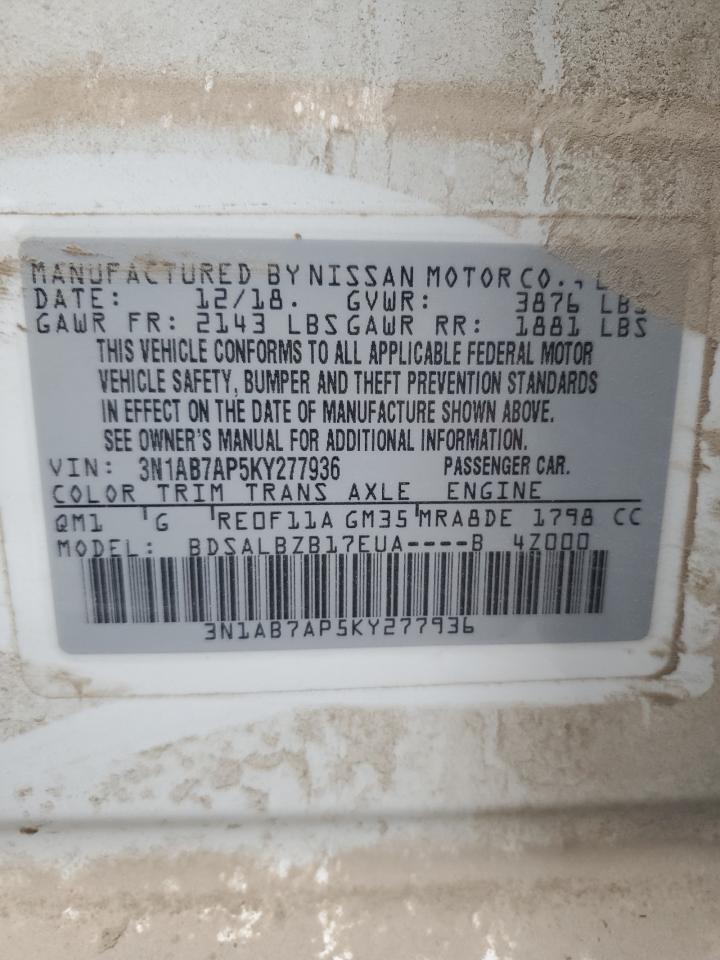 MANUFACTURED BY NISSAN MOTOR CO.,
DATE: 12/18. GVWR: 3876 LBS
GAWR FR: 2143 LBS GAWR RR: 1881 LBS
THIS VEHICLE CONFORMS TO ALL APPLICABLE FEDERAL MOTOR
VEHICLE SAFETY, BUMPER AND THEFT PREVENTION STANDARDS
IN EFFECT ON THE DATE OF MANUFACTURE SHOWN ABOVE.
SEE OWNER'S MANUAL FOR ADDITIONAL INFORMATION.
VIN: 3N1AB7AP5KY277936 PASSENGER CAR.
COLOR TRIM TRANS AXLE ENGINE
QM1 G RE0F11A GM35 MRA8DE 1798 CC
MODEL: BDSALBZB17EUA----B 4Z000
3N1AB7AP5KY277936